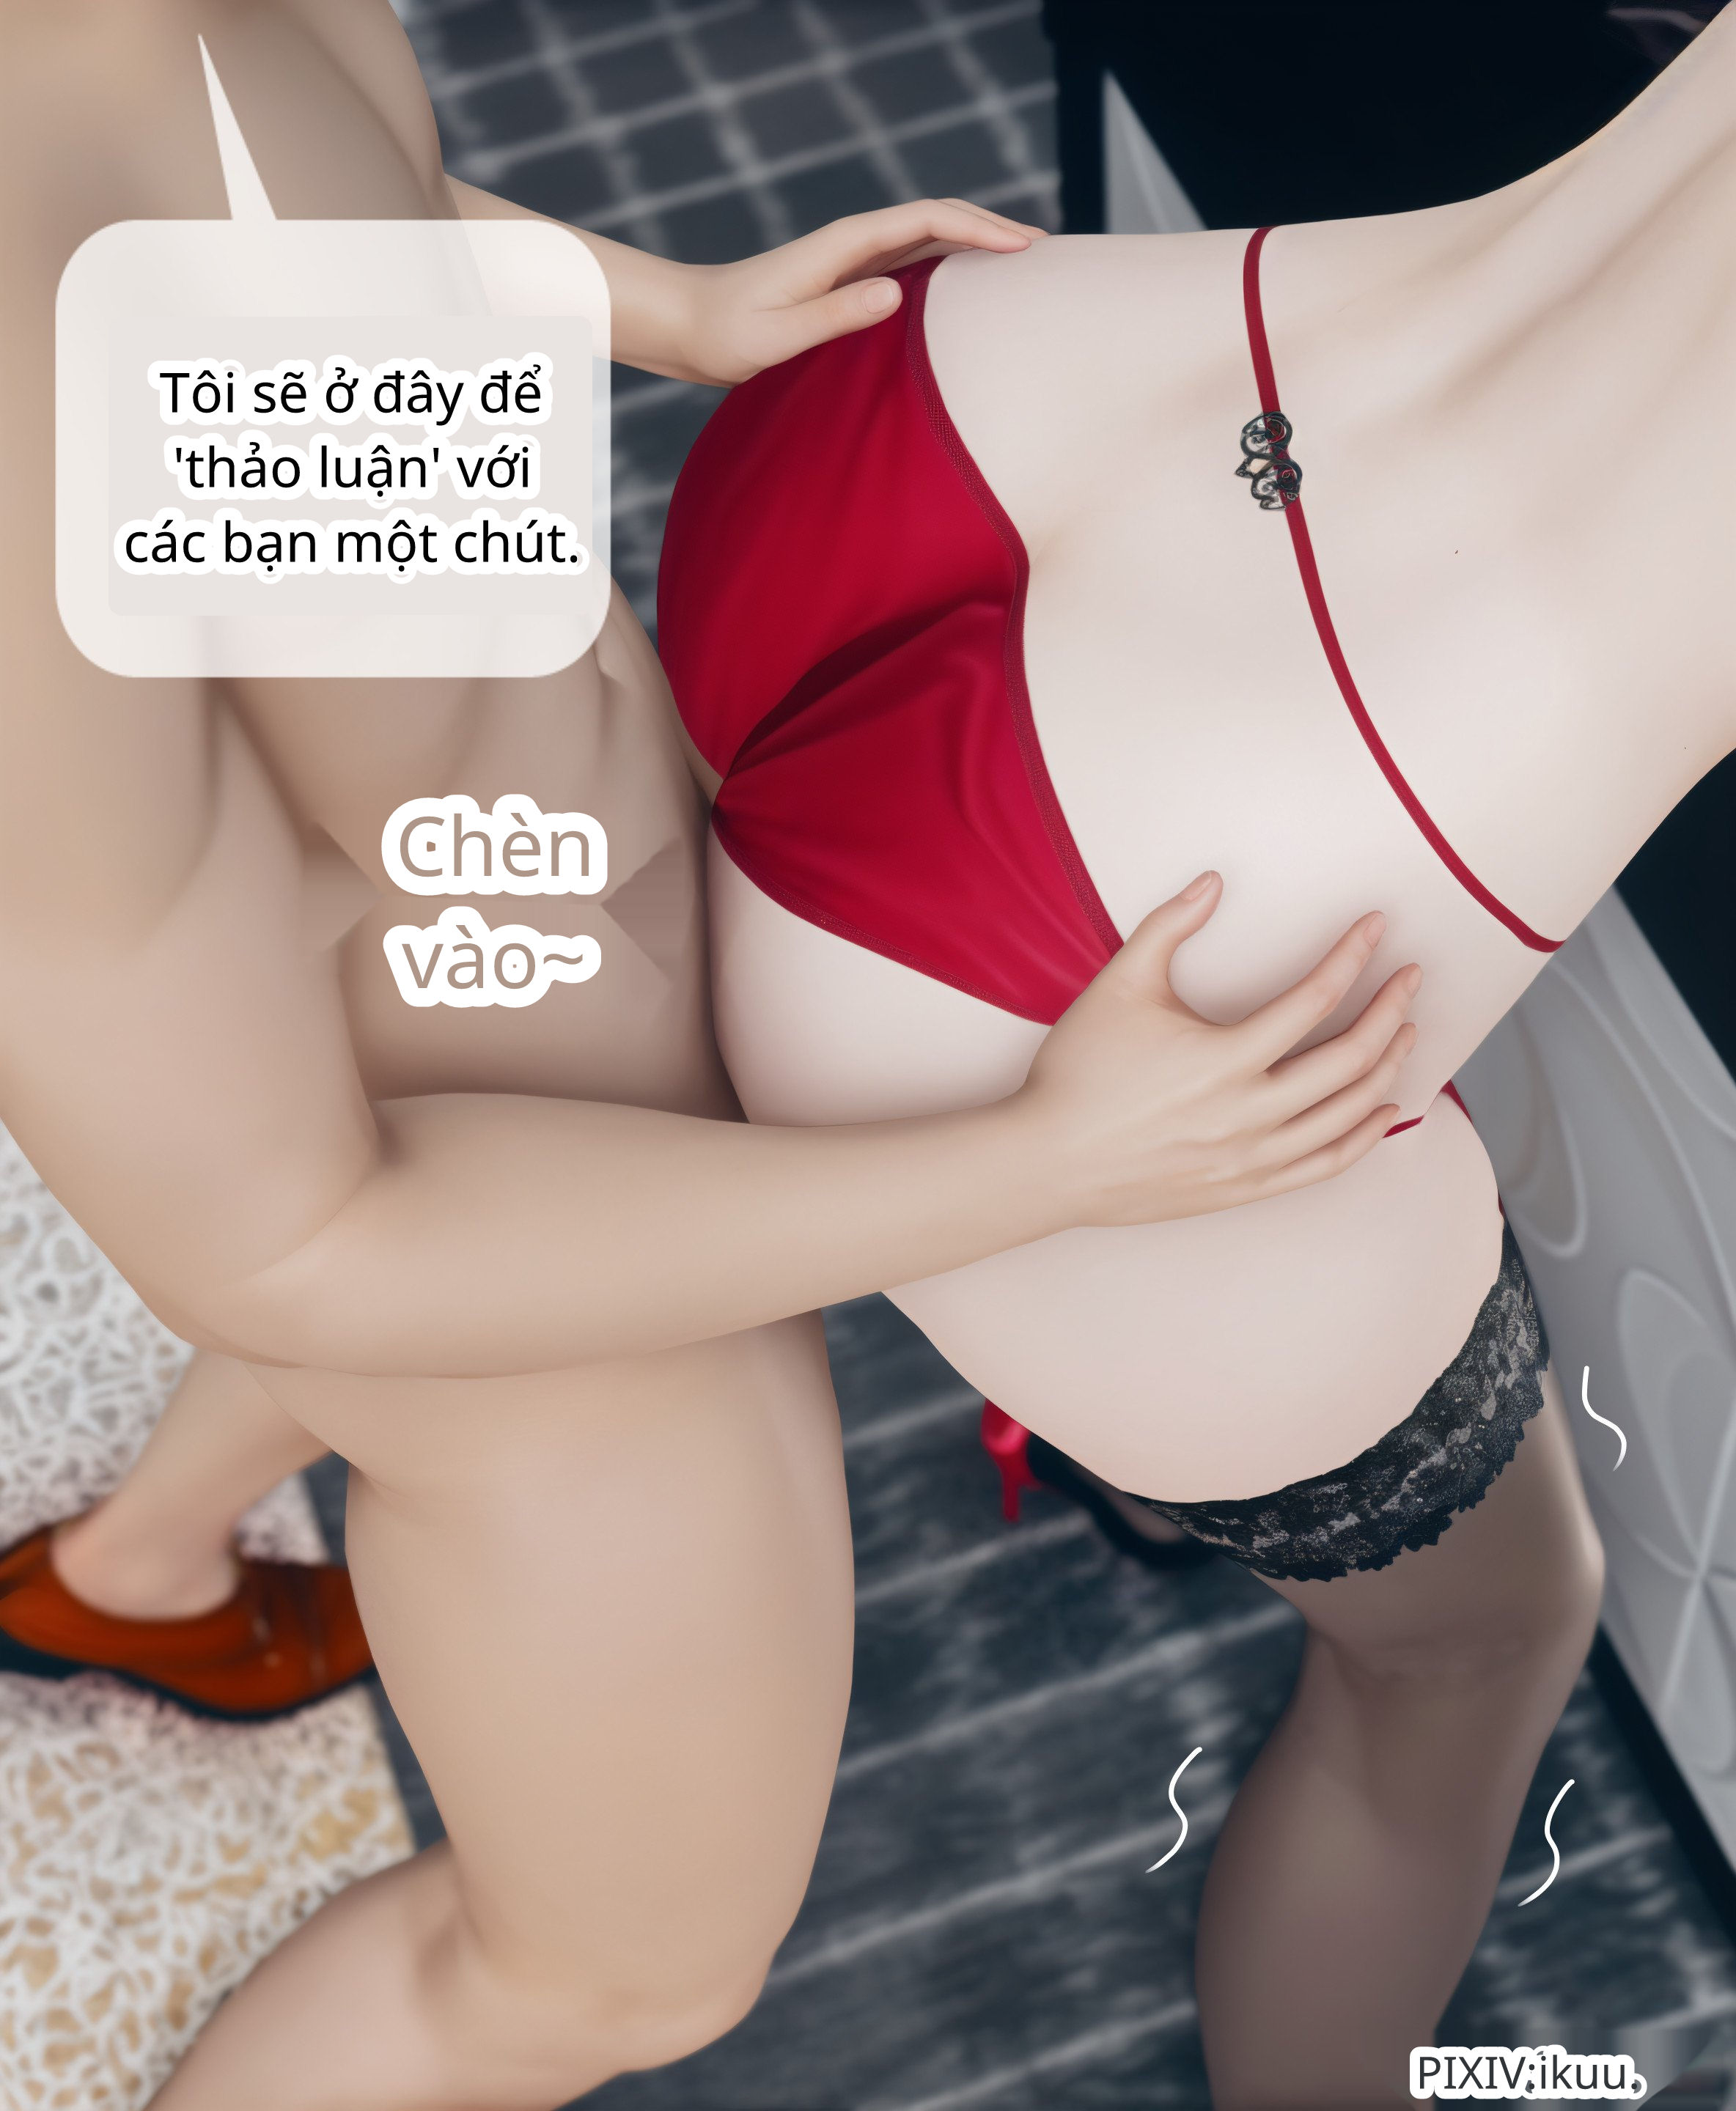 Tôi sẽ ở đây để
'thảo luận' với
các bạn một chút.
Chèn
vào~
PIXIV:ikuu.